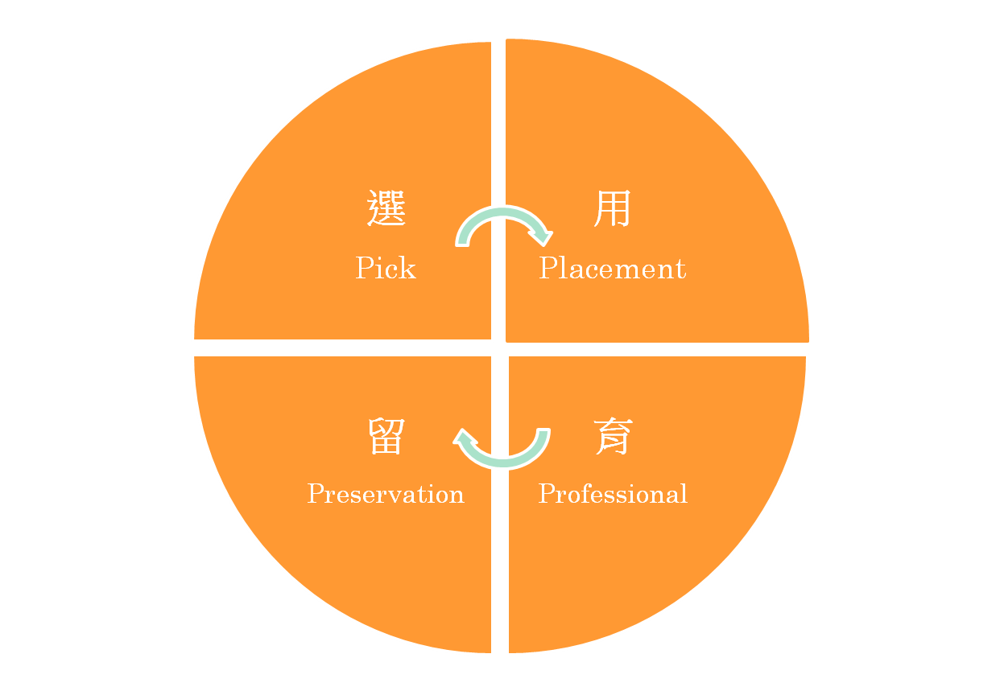 選
Pick
用
Placement
留
Preservation
育
Professional